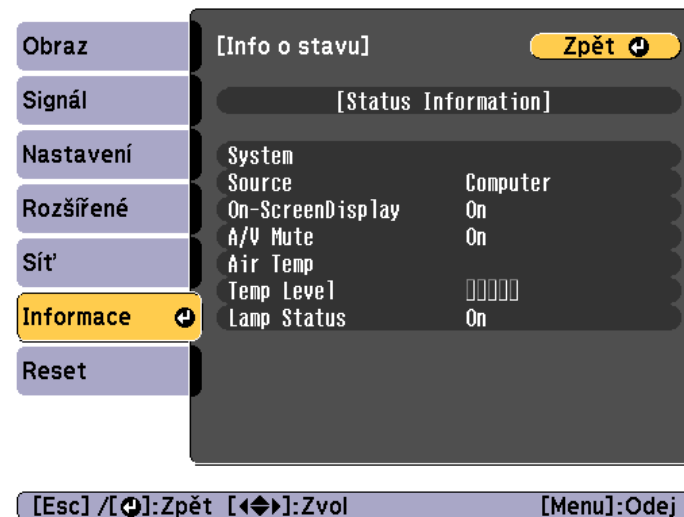 Obraz
Signál
Nastavení
Rozšířené
Síť
Informace
Reset
[Info o stavu]
Zpět
[Status Information]
System
Source Computer
On-ScreenDisplay On
A/V Mute On
Air Temp
Temp Level
Lamp Status On
[Esc] /[]:Zpět []:Zvol [Menu]:Odej